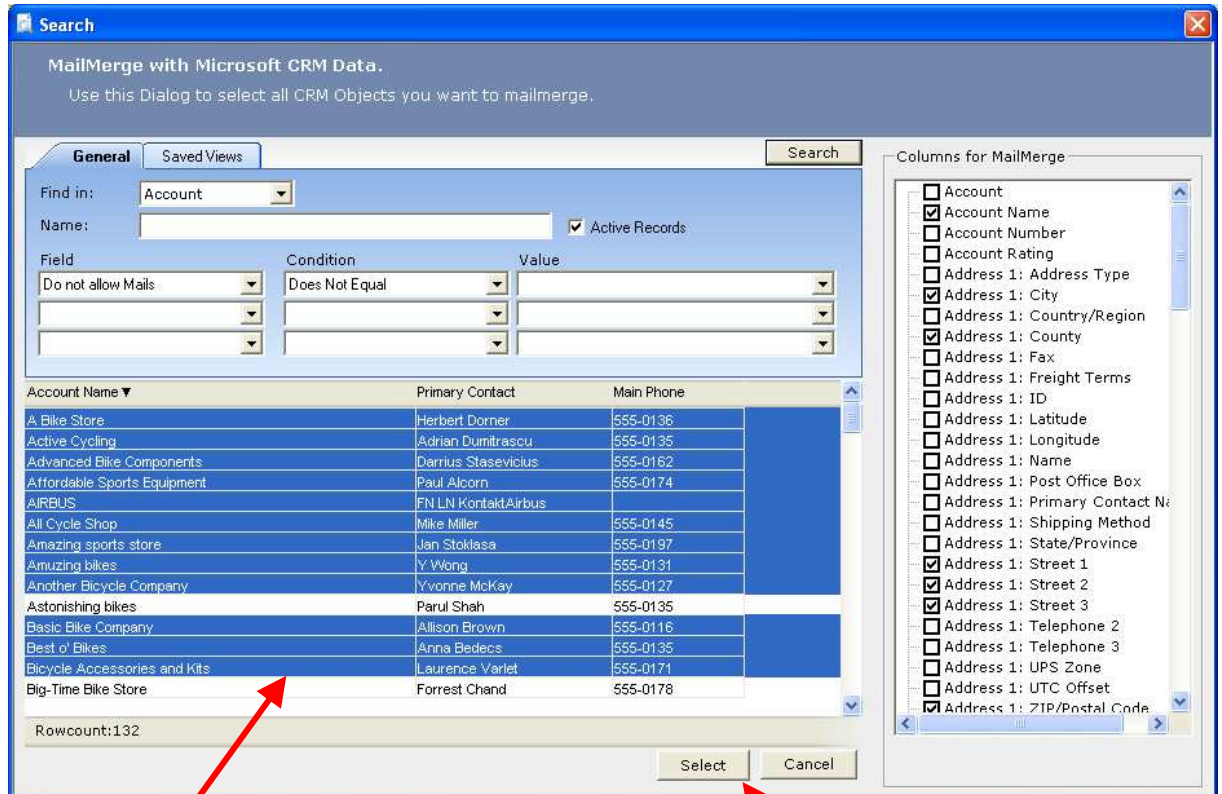 Search
MailMerge with Microsoft CRM Data.
Use this Dialog to select all CRM Objects you want to mailmerge.
General Saved Views Search
Find in: Account
Name: Active Records
Field Condition Value
Do not allow Mails Does Not Equal
Account Name ▼ Primary Contact Main Phone
A Bike Store Herbert Dorner 555-0136
Active Cycling Adrian Dumitrascu 555-0135
Advanced Bike Components Darrius Stasevicius 555-0162
Affordable Sports Equipment Paul Alcorn 555-0174
AIRBUS FN LN KontaktAirbus
All Cycle Shop Mike Miller 555-0145
Amazing sports store Jan Stoklasa 555-0197
Amuzing bikes Y Wong 555-0131
Another Bicycle Company Yvonne McKay 555-0127
Astonishing bikes Parul Shah 555-0135
Basic Bike Company Allison Brown 555-0116
Best o' Bikes Anna Bedecs 555-0135
Bicycle Accessories and Kits Laurence Varlet 555-0171
Big-Time Bike Store Forrest Chand 555-0178
Rowcount:132
Select Cancel
Columns for MailMerge
Account
Account Name
Account Number
Account Rating
Address 1: Address Type
Address 1: City
Address 1: Country/Region
Address 1: County
Address 1: Fax
Address 1: Freight Terms
Address 1: ID
Address 1: Latitude
Address 1: Longitude
Address 1: Name
Address 1: Post Office Box
Address 1: Primary Contact Na
Address 1: Shipping Method
Address 1: State/Province
Address 1: Street 1
Address 1: Street 2
Address 1: Street 3
Address 1: Telephone 2
Address 1: Telephone 3
Address 1: UPS Zone
Address 1: UTC Offset
Address 1: ZIP/Postal Code